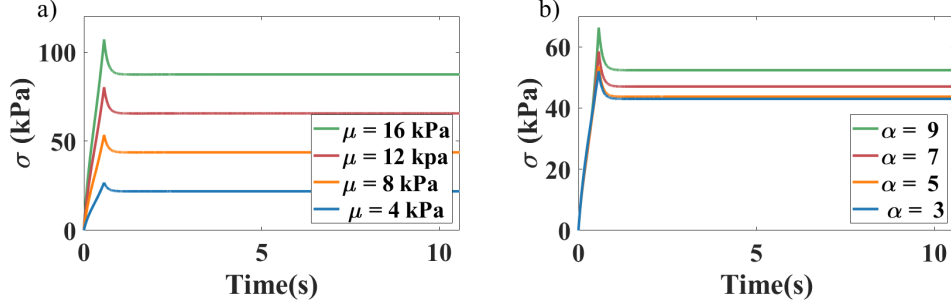 a)
100
50
0
σ (kPa)
0
5
10
Time(s)
μ = 16 kPa
μ = 12 kpa
μ = 8 kPa
μ = 4 kPa
b)
60
40
20
0
σ (kPa)
0
5
10
Time(s)
α = 9
α = 7
α = 5
α = 3